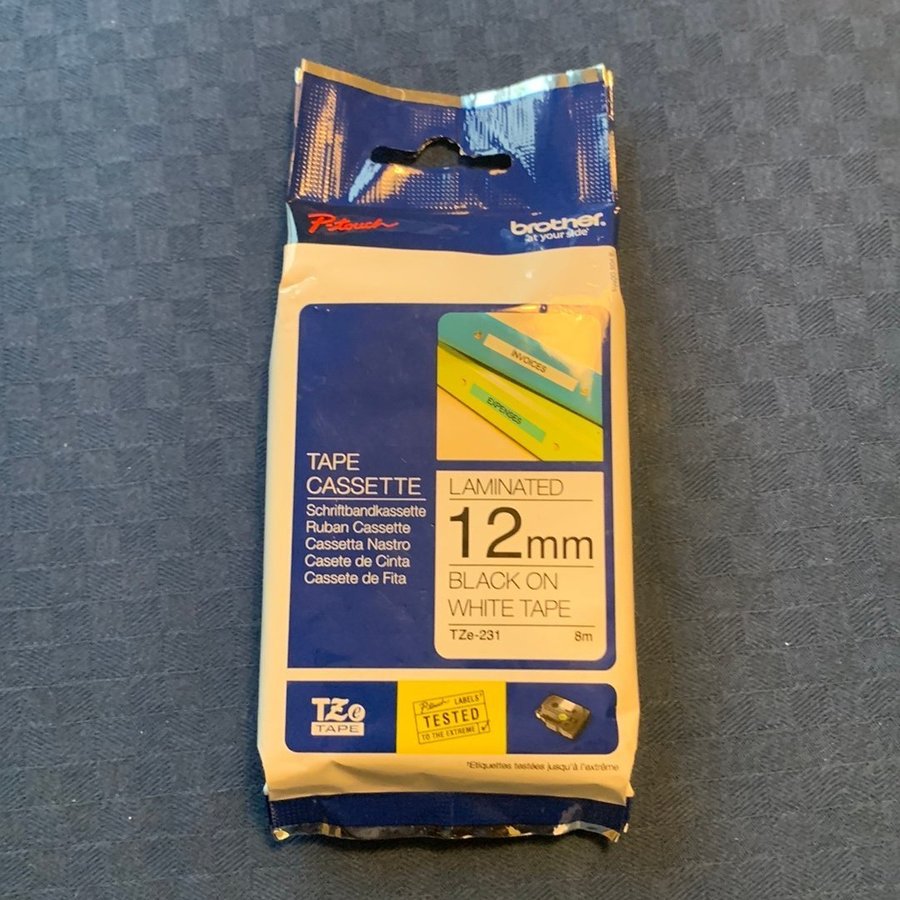 P-touch
brother
at your side
INVOICES
EXPENSES
TAPE
CASSETTE
Schriftbandkassette
Ruban Cassette
Cassetta Nastro
Casete de Cinta
Cassete de Fita
LAMINATED
12mm
BLACK ON
WHITE TAPE
TZe-231 8m
TZe
TAPE
P-touch LABELS*
TESTED
TO THE EXTREME
*Etiquettes testées jusqu'à l'extrême